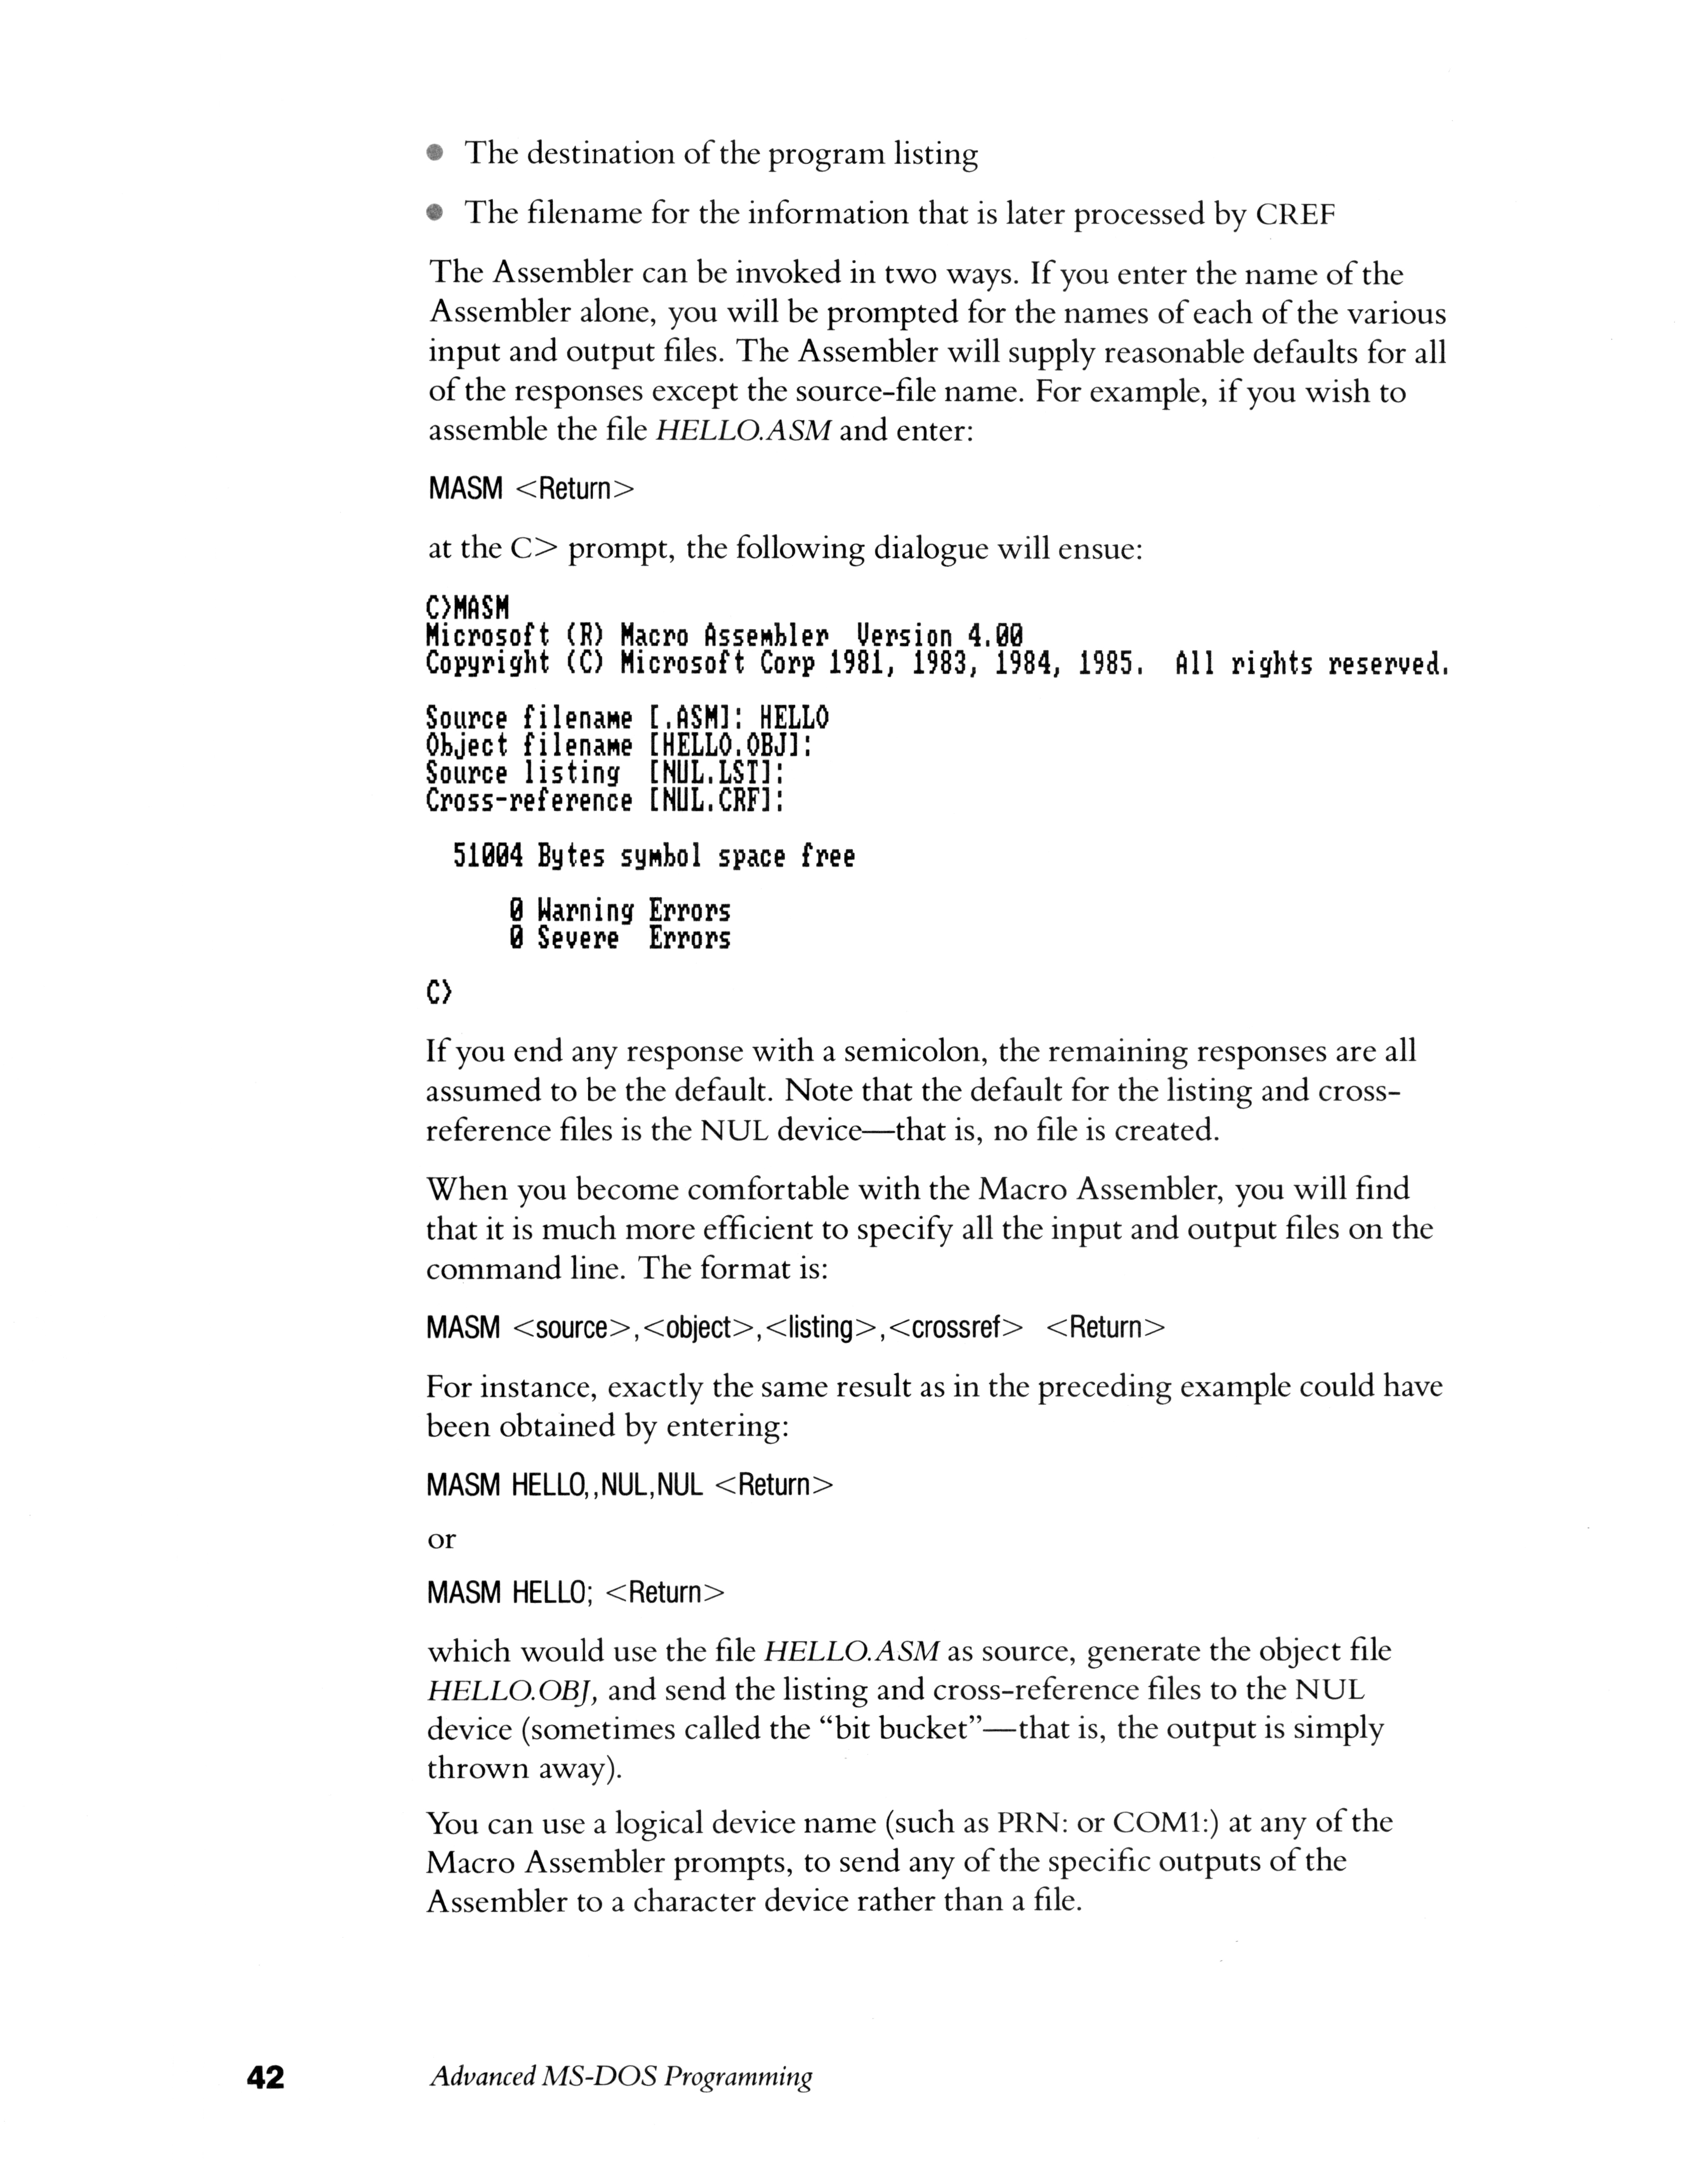 ● The destination of the program listing
● The filename for the information that is later processed by CREF
The Assembler can be invoked in two ways. If you enter the name of the
Assembler alone, you will be prompted for the names of each of the various
input and output files. The Assembler will supply reasonable defaults for all
of the responses except the source-file name. For example, if you wish to
assemble the file HELLO.ASM and enter:
MASM <Return>
at the C> prompt, the following dialogue will ensue:
C>MASM
Microsoft (R) Macro Assembler  Version 4.00
Copyright (C) Microsoft Corp 1981, 1983, 1984, 1985.  All rights reserved.
Source filename [.ASM]: HELLO
Object filename [HELLO.OBJ]:
Source listing  [NUL.LST]:
Cross-reference [NUL.CRF]:
51004 Bytes symbol space free
0 Warning Errors
0 Severe  Errors
C>
If you end any response with a semicolon, the remaining responses are all
assumed to be the default. Note that the default for the listing and cross-
reference files is the NUL device—that is, no file is created.
When you become comfortable with the Macro Assembler, you will find
that it is much more efficient to specify all the input and output files on the
command line. The format is:
MASM <source>,<object>,<listing>,<crossref> <Return>
For instance, exactly the same result as in the preceding example could have
been obtained by entering:
MASM HELLO,,NUL,NUL <Return>
or
MASM HELLO; <Return>
which would use the file HELLO.ASM as source, generate the object file
HELLO.OBJ, and send the listing and cross-reference files to the NUL
device (sometimes called the “bit bucket”—that is, the output is simply
thrown away).
You can use a logical device name (such as PRN: or COM1:) at any of the
Macro Assembler prompts, to send any of the specific outputs of the
Assembler to a character device rather than a file.
42 Advanced MS-DOS Programming